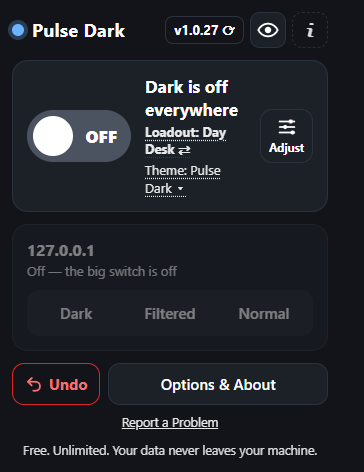 Pulse Dark
v1.0.27
i
Dark is off
everywhere
OFF
Loadout: Day
Desk ⇄
Theme: Pulse
Dark ▾
Adjust
127.0.0.1
Off — the big switch is off
Dark Filtered Normal
Undo
Options & About
Report a Problem
Free. Unlimited. Your data never leaves your machine.